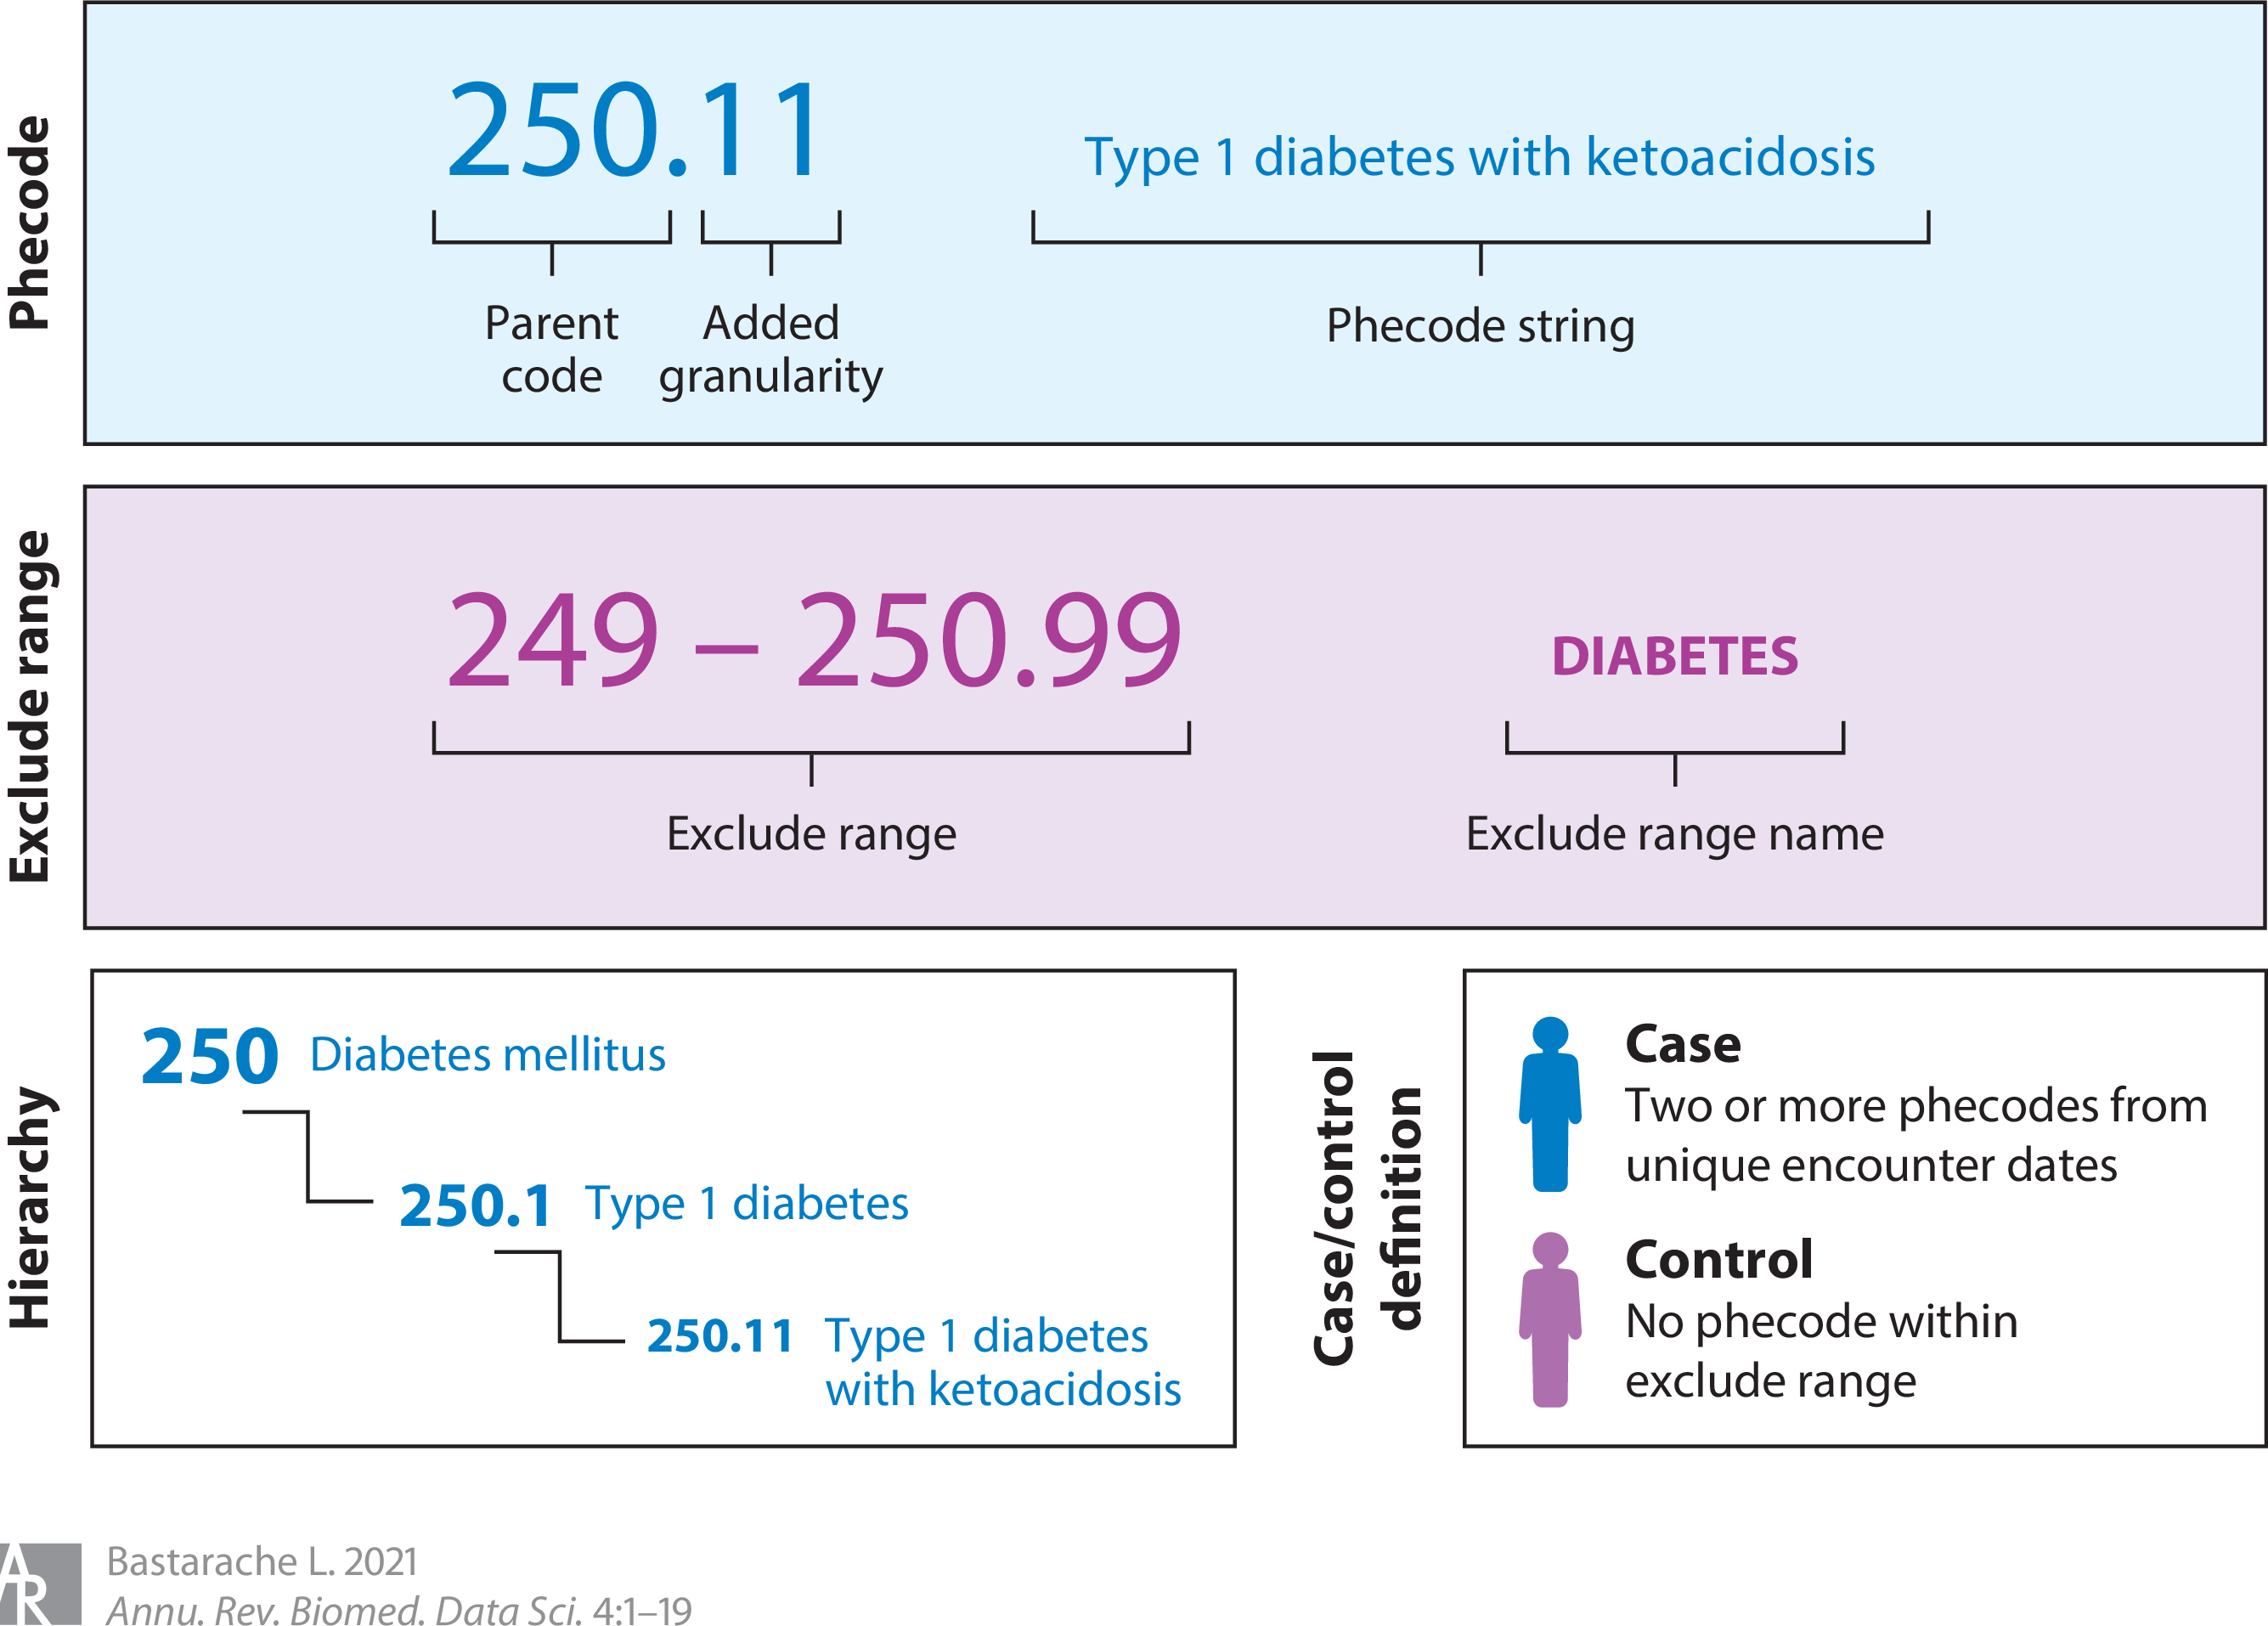 Phecode
250.11
Type 1 diabetes with ketoacidosis
Parent
code
Added
granularity
Phecode string
Exclude range
249 – 250.99
DIABETES
Exclude range
Exclude range name
Hierarchy
250 Diabetes mellitus
250.1 Type 1 diabetes
250.11 Type 1 diabetes
with ketoacidosis
Case/control
definition
Case
Two or more phecodes from
unique encounter dates
Control
No phecode within
exclude range
AR
Bastarache L. 2021
Annu. Rev. Biomed. Data Sci. 4:1–19